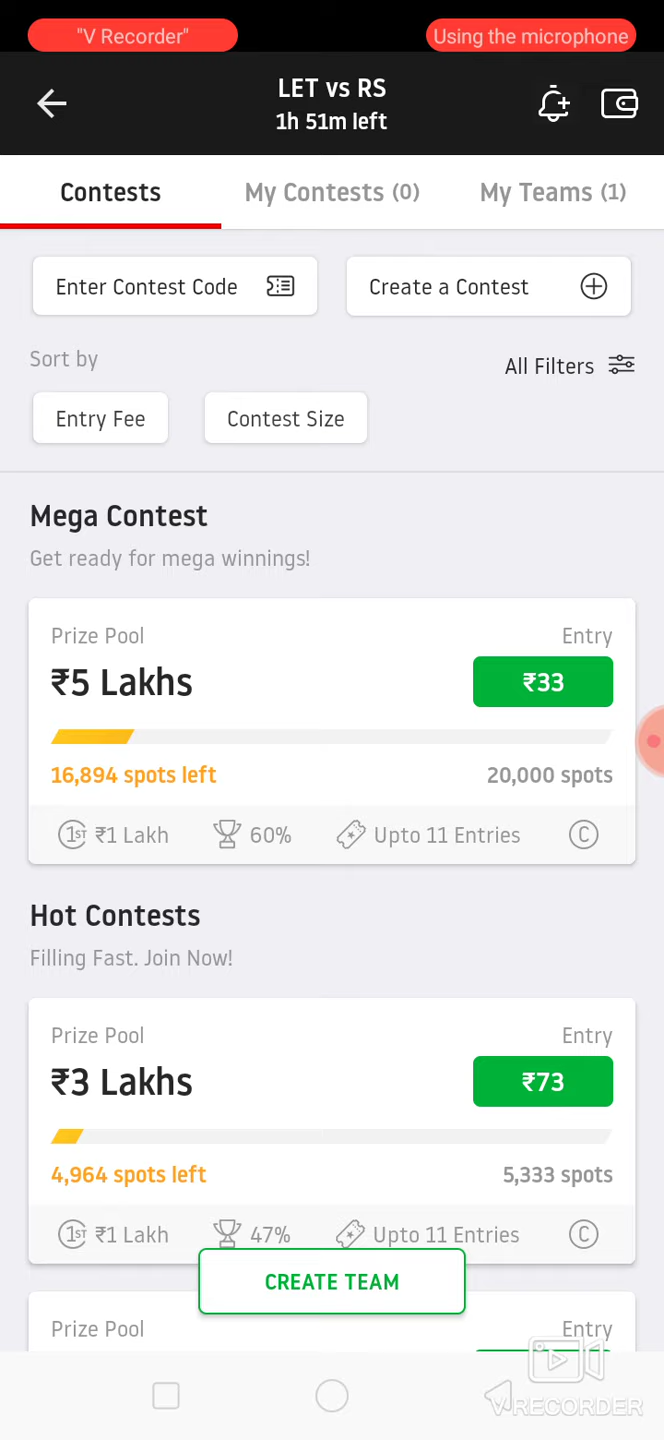 "V Recorder" Using the microphone
LET vs RS
1h 51m left
Contests My Contests (0) My Teams (1)
Enter Contest Code Create a Contest
Sort by
All Filters
Entry Fee Contest Size
Mega Contest
Get ready for mega winnings!
Prize Pool Entry
₹5 Lakhs ₹33
16,894 spots left 20,000 spots
1ST ₹1 Lakh 60% Upto 11 Entries C
Hot Contests
Filling Fast. Join Now!
Prize Pool Entry
₹3 Lakhs ₹73
4,964 spots left 5,333 spots
1ST ₹1 Lakh 47% Upto 11 Entries C
CREATE TEAM
Prize Pool Entry
VRECORDER